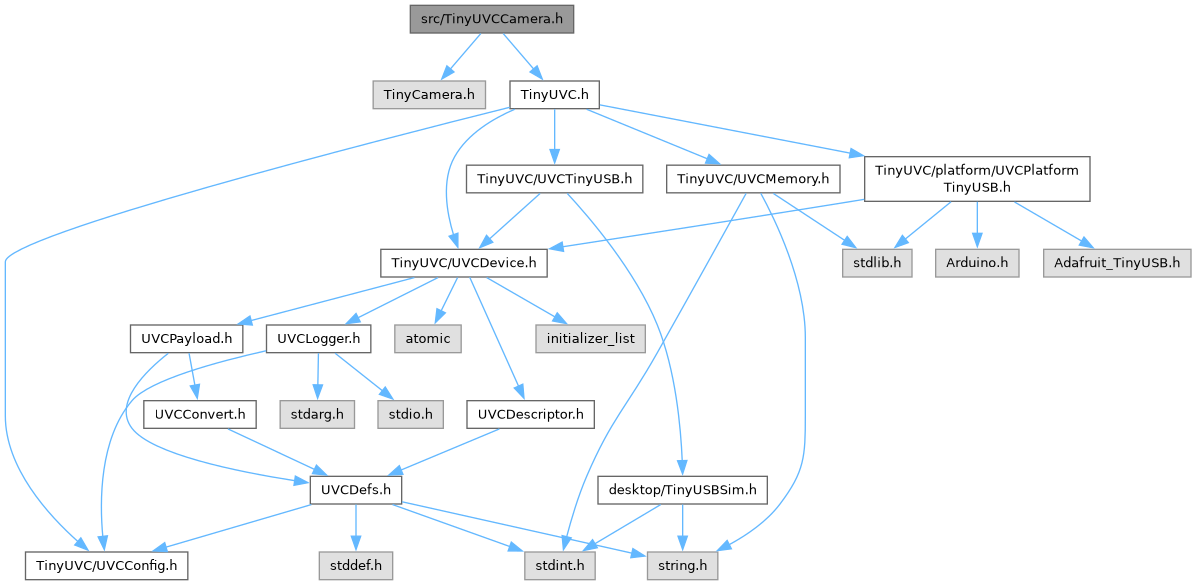 src/TinyUVCCamera.h
TinyCamera.h
TinyUVC.h
TinyUVC/UVCTinyUSB.h
TinyUVC/UVCMemory.h
TinyUVC/platform/UVCPlatform
TinyUSB.h
TinyUVC/UVCDevice.h
stdlib.h
Arduino.h
Adafruit_TinyUSB.h
UVCPayload.h
UVCLogger.h
atomic
initializer_list
UVCConvert.h
stdarg.h
stdio.h
UVCDescriptor.h
UVCDefs.h
desktop/TinyUSBSim.h
TinyUVC/UVCConfig.h
stddef.h
stdint.h
string.h